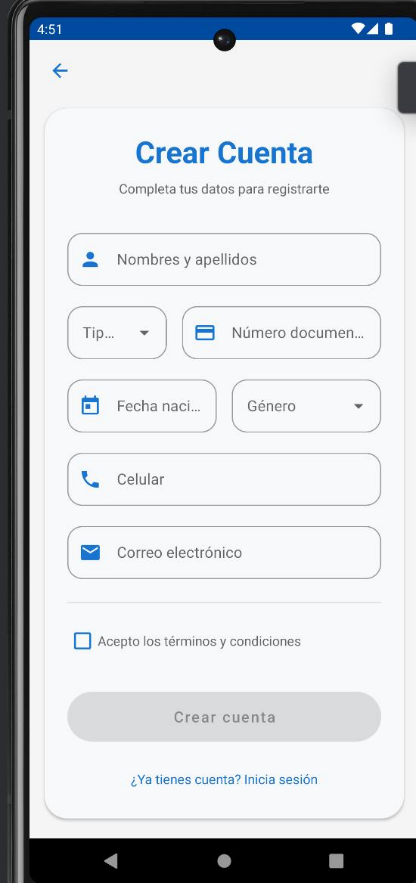 4:51
Crear Cuenta
Completa tus datos para registrarte
Nombres y apellidos
Tip...
Número documen...
Fecha naci...
Género
Celular
Correo electrónico
Acepto los términos y condiciones
Crear cuenta
¿Ya tienes cuenta? Inicia sesión